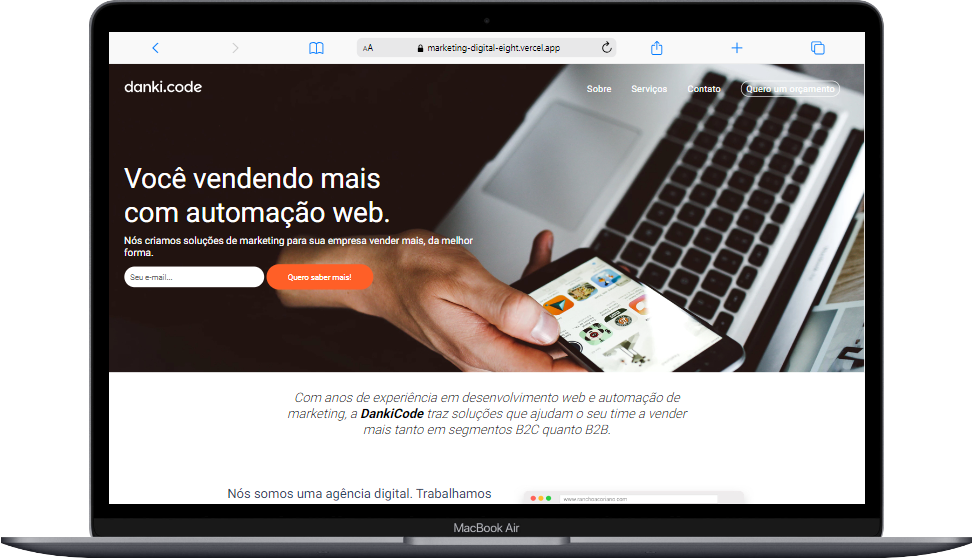 AA marketing-digital-eight.vercel.app
danki.code
Sobre Serviços Contato Quero um orçamento
Você vendendo mais
com automação web.
Nós criamos soluções de marketing para sua empresa vender mais, da melhor
forma.
Seu e-mail... Quero saber mais!
Com anos de experiência em desenvolvimento web e automação de
marketing, a DankiCode traz soluções que ajudam o seu time a vender
mais tanto em segmentos B2C quanto B2B.
Nós somos uma agência digital. Trabalhamos
MacBook Air